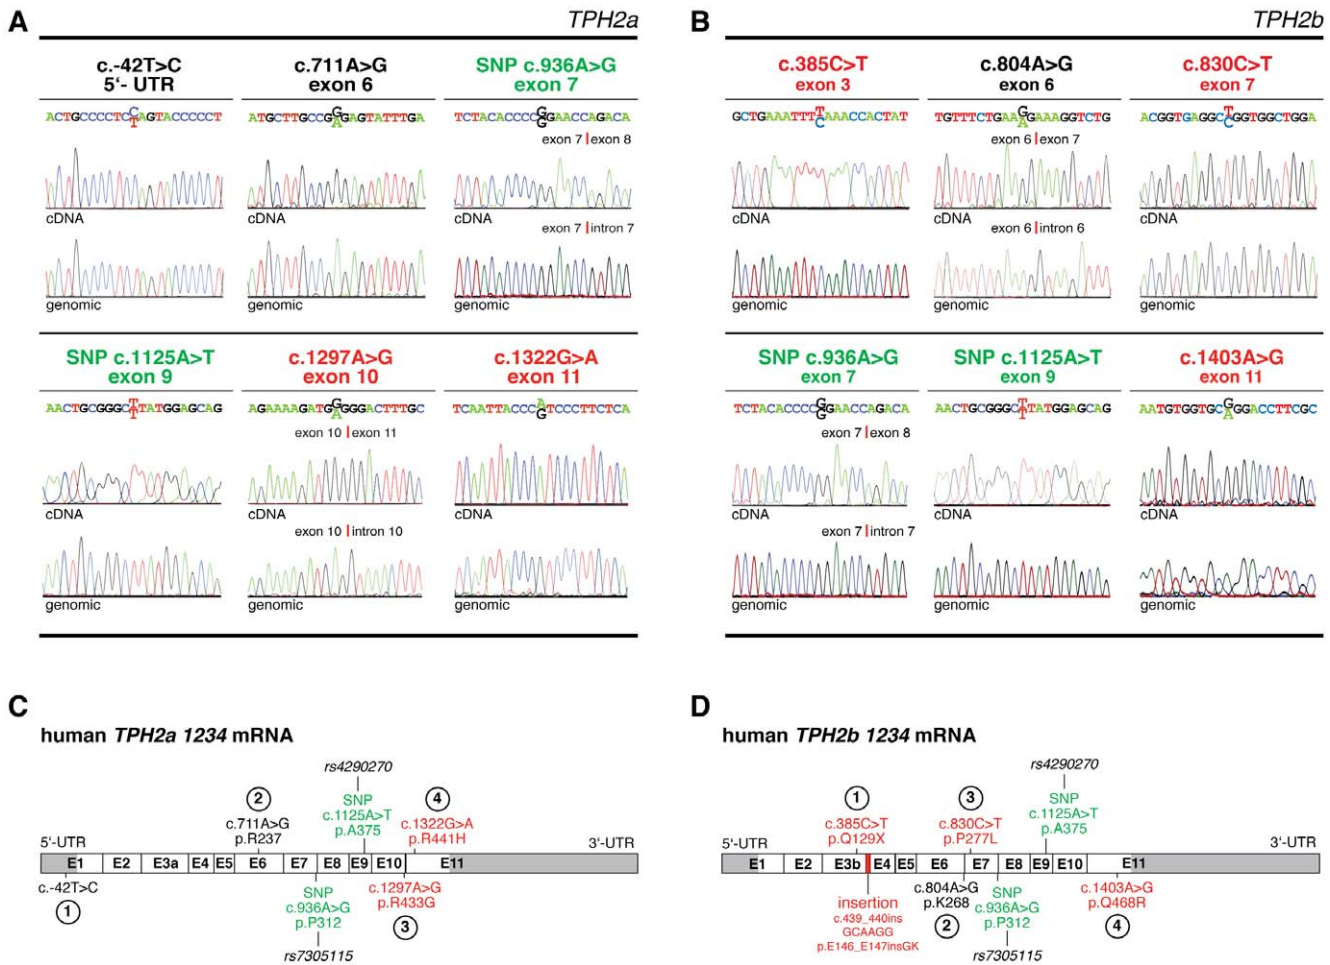 A
TPH2a
c.-42T>C
5‘- UTR
c.711A>G
exon 6
SNP c.936A>G
exon 7
C
ACTGCCCCTCTAGTACCCCCT
G
ATGCTTGCCGAGAGTATTTGA
G
TCTACACCCCGGAACCAGACA
exon 7 | exon 8
cDNA
cDNA
cDNA
exon 7 | intron 7
genomic
genomic
genomic
SNP c.1125A>T
exon 9
c.1297A>G
exon 10
c.1322G>A
exon 11
T
AACTGCGGGCTTATGGAGCAG
G
AGAAAAGATGAGGGACTTTGC
A
TCAATTACCCGTCCCTTCTCA
exon 10 | exon 11
cDNA
cDNA
cDNA
exon 10 | intron 10
genomic
genomic
genomic
B
TPH2b
c.385C>T
exon 3
c.804A>G
exon 6
c.830C>T
exon 7
T
GCTGAAATTTCAAACCACTAT
G
TGTTTCTGAAAGAAAGGTCTG
T
ACGGTGAGGCCGGTGGCTGGA
exon 6 | exon 7
cDNA
cDNA
cDNA
exon 6 | intron 6
genomic
genomic
genomic
SNP c.936A>G
exon 7
SNP c.1125A>T
exon 9
c.1403A>G
exon 11
G
TCTACACCCCGGAACCAGACA
T
AACTGCGGGCTTATGGAGCAG
G
AATGTGGTGCAGGACCTTCGC
exon 7 | exon 8
cDNA
cDNA
cDNA
exon 7 | intron 7
genomic
genomic
genomic
C
human TPH2a 1234 mRNA
rs4290270
2
SNP
4
c.711A>G
c.1125A>T
c.1322G>A
p.R237
p.A375
p.R441H
5‘-UTR
3‘-UTR
E1 E2 E3a E4 E5 E6 E7 E8 E9 E10 E11
c.-42T>C
SNP
c.1297A>G
1
c.936A>G
p.R433G
p.P312
3
rs7305115
D
human TPH2b 1234 mRNA
rs4290270
1
3
SNP
c.385C>T
c.830C>T
c.1125A>T
p.Q129X
p.P277L
p.A375
5‘-UTR
3‘-UTR
E1 E2 E3b E4 E5 E6 E7 E8 E9 E10 E11
insertion
c.804A>G
SNP
c.1403A>G
c.439_440ins
p.K268
c.936A>G
p.Q468R
GCAAGG
2
p.P312
4
p.E146_E147insGK
rs7305115